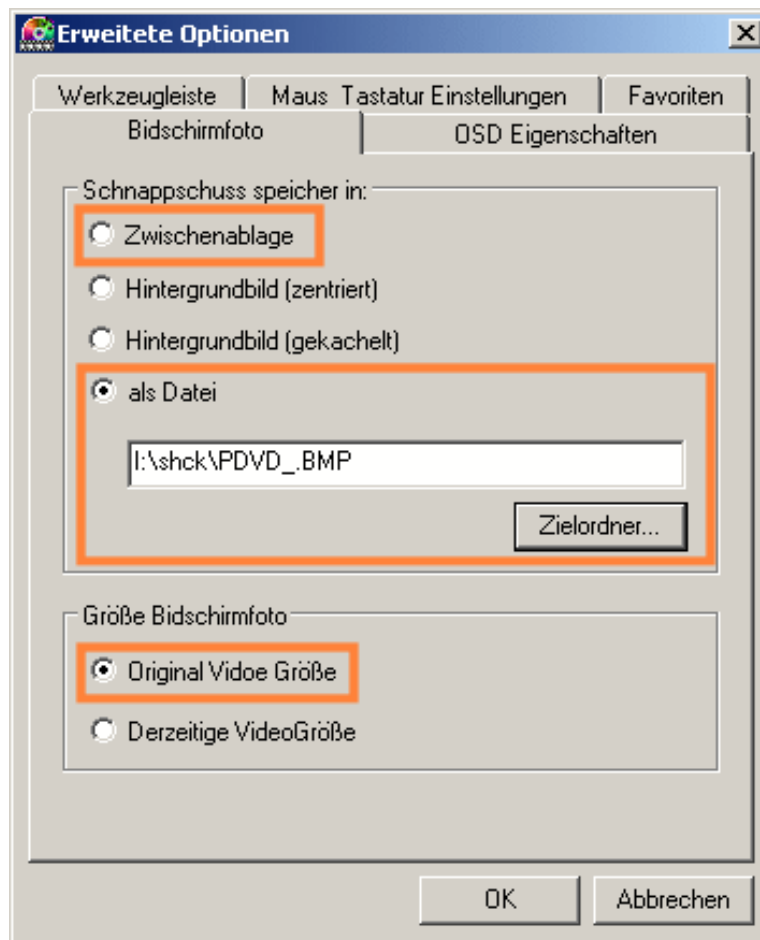 Erweitete Optionen
Werkzeugleiste
Maus Tastatur Einstellungen
Favoriten
Bidschirmfoto
OSD Eigenschaften
Schnappschuss speicher in:
Zwischenablage
Hintergrundbild (zentriert)
Hintergrundbild (gekachelt)
als Datei
I:\shck\PDVD_.BMP
Zielordner...
Größe Bidschirmfoto
Original Vidoe Größe
Derzeitige VideoGröße
OK
Abbrechen